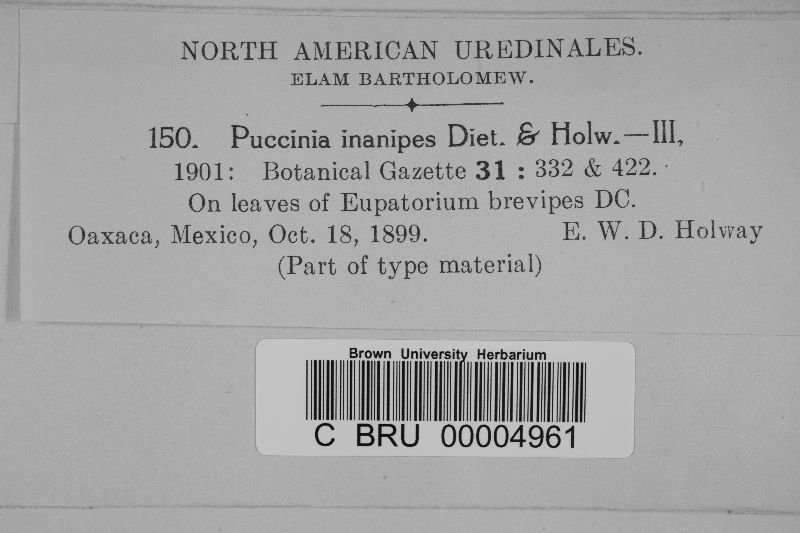 NORTH AMERICAN UREDINALES.
ELAM BARTHOLOMEW.
150. Puccinia inanipes Diet. & Holw.—III,
1901: Botanical Gazette 31 : 332 & 422.
On leaves of Eupatorium brevipes DC.
Oaxaca, Mexico, Oct. 18, 1899. E. W. D. Holway
(Part of type material)
Brown University Herbarium
C BRU 00004961